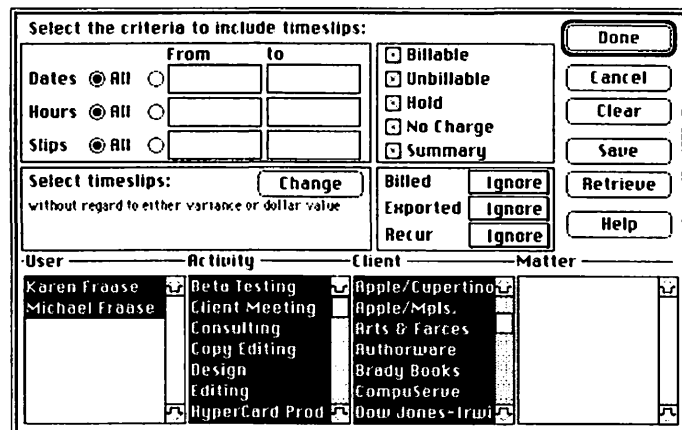 Select the criteria to include timeslips:
From to
Dates All
Hours All
Slips All
Billable
Unbillable
Hold
No Charge
Summary
Done
Cancel
Clear
Save
Retrieve
Help
Select timeslips: Change
without regard to either variance or dollar value
Billed Ignore
Exported Ignore
Recur Ignore
User Activity Client Matter
Karen Fraase Beta Testing Apple/Cupertino
Michael Fraase Client Meeting Apple/Mpls.
Consulting Arts & Farces
Copy Editing Authorware
Design Brady Books
Editing CompuServe
HyperCard Prod Dow Jones-Irwi